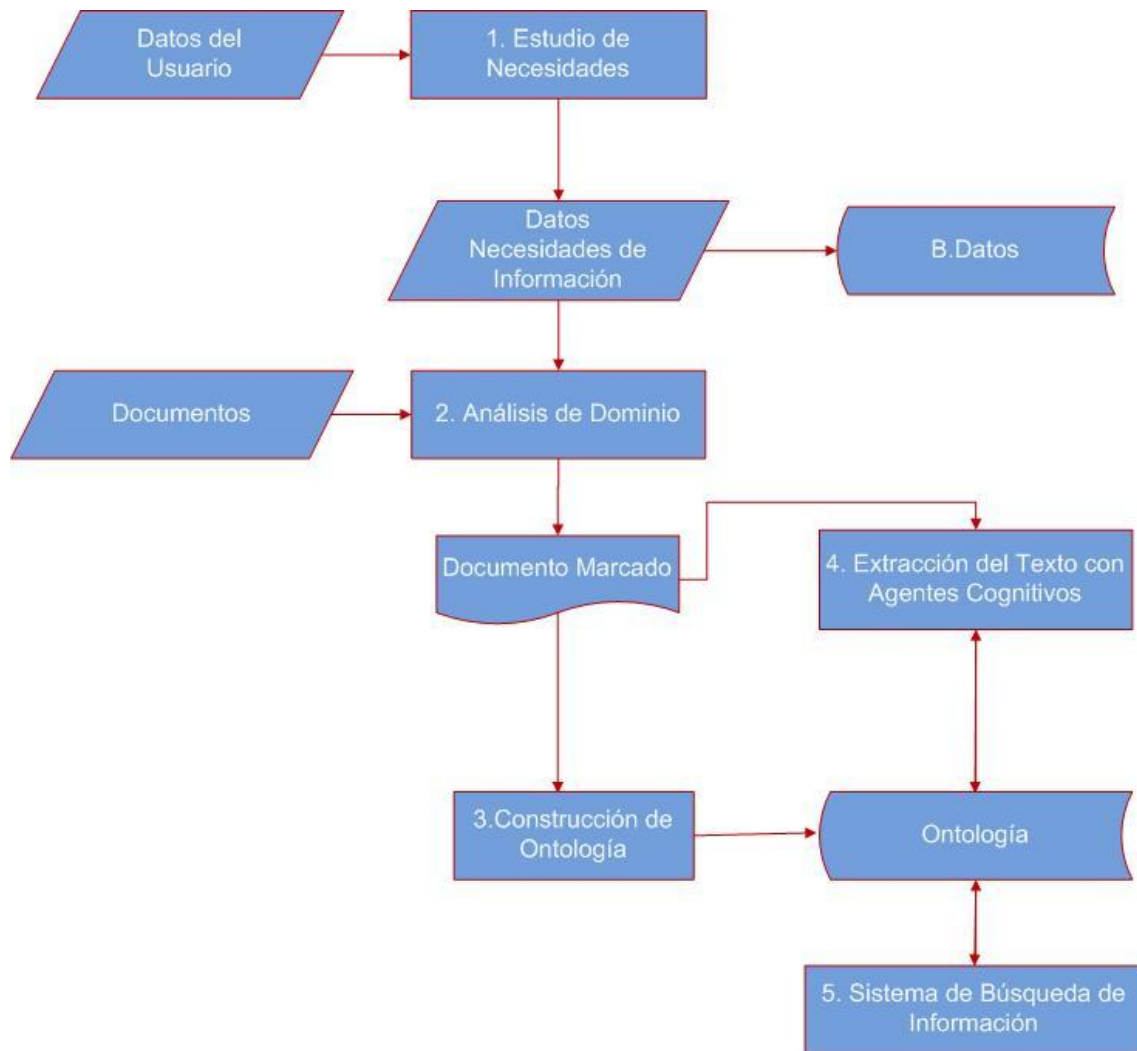 Datos del
Usuario
1. Estudio de
Necesidades
Datos
Necesidades de
Información
B.Datos
Documentos
2. Análisis de Dominio
Documento Marcado
4. Extracción del Texto con
Agentes Cognitivos
3.Construcción de
Ontología
Ontología
5. Sistema de Búsqueda de
Información